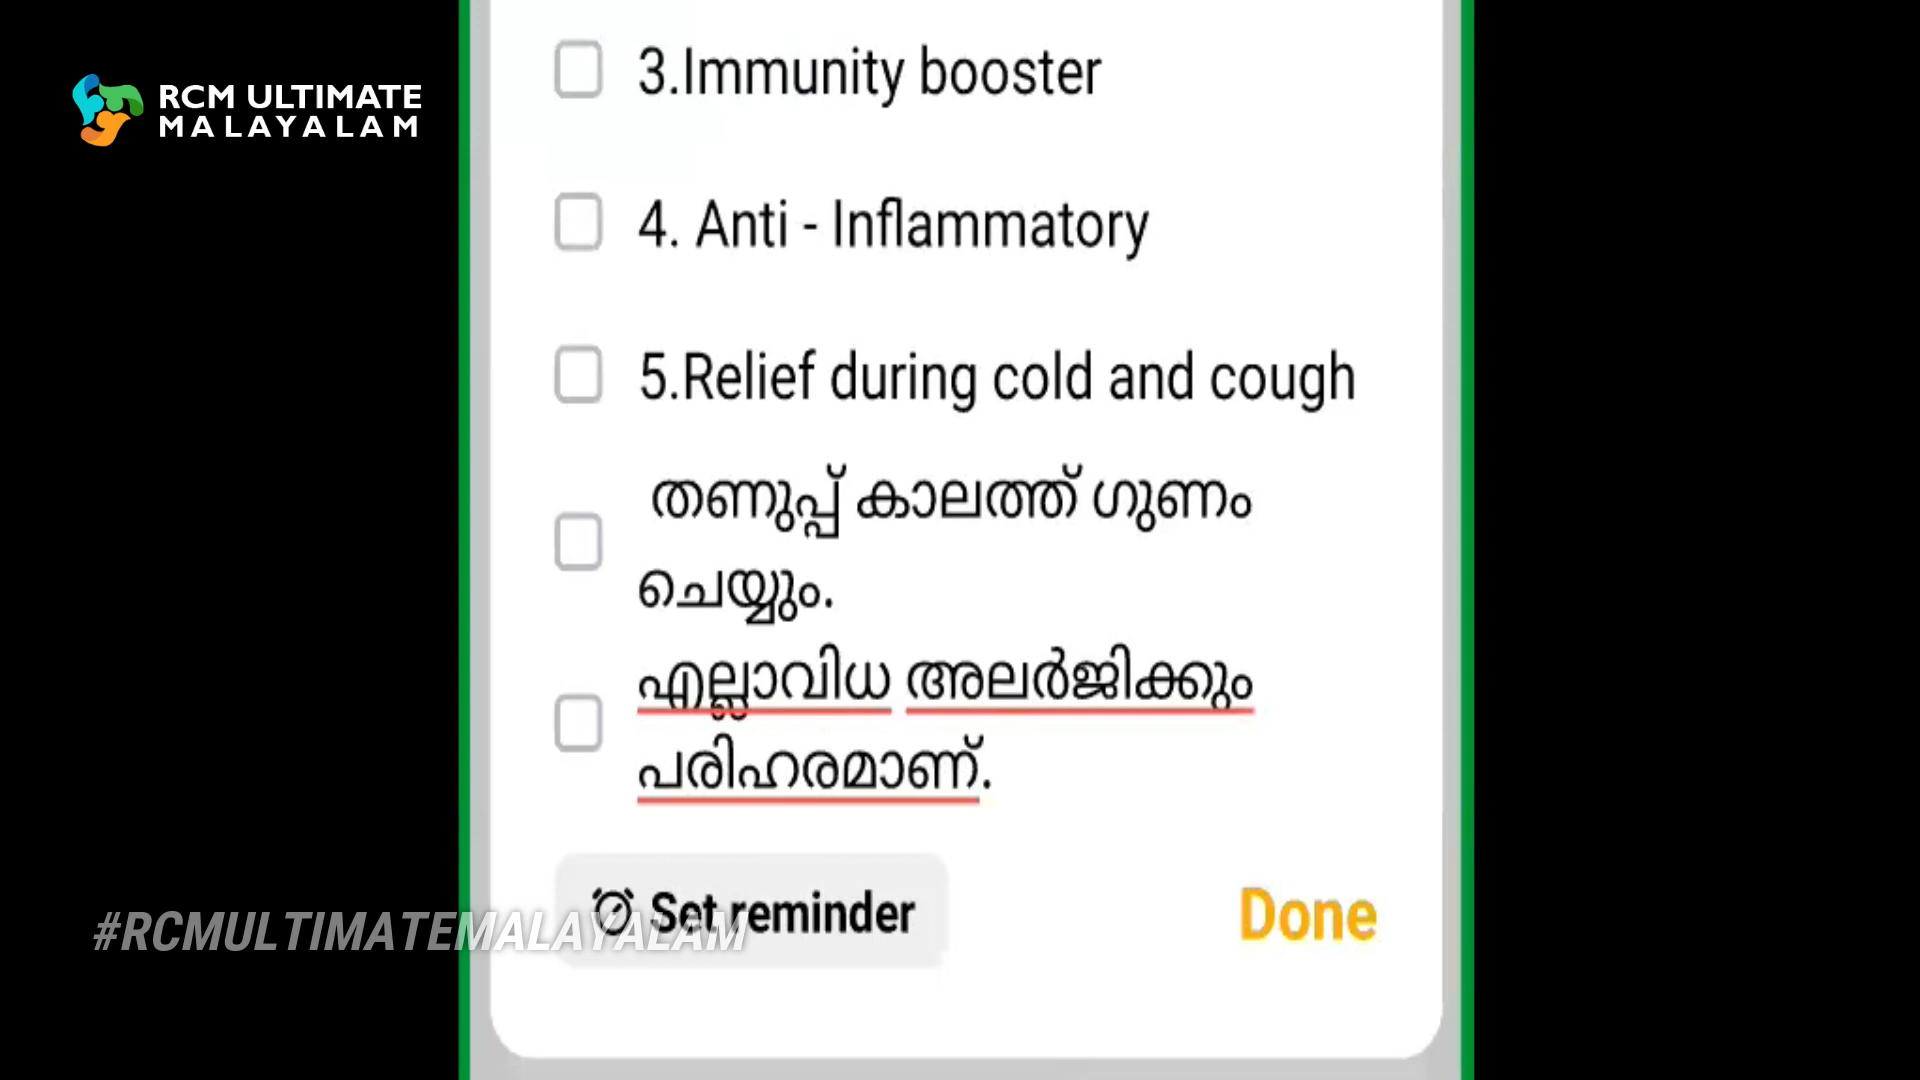 RCM ULTIMATE
MALAYALAM
3.Immunity booster
4. Anti - Inflammatory
5.Relief during cold and cough
തണുപ്പ് കാലത്ത് ഗുണം
ചെയ്യും.
എല്ലാവിധ അലർജിക്കും
പരിഹരമാണ്.
Set reminder
Done
#RCMULTIMATEMALAYALAM